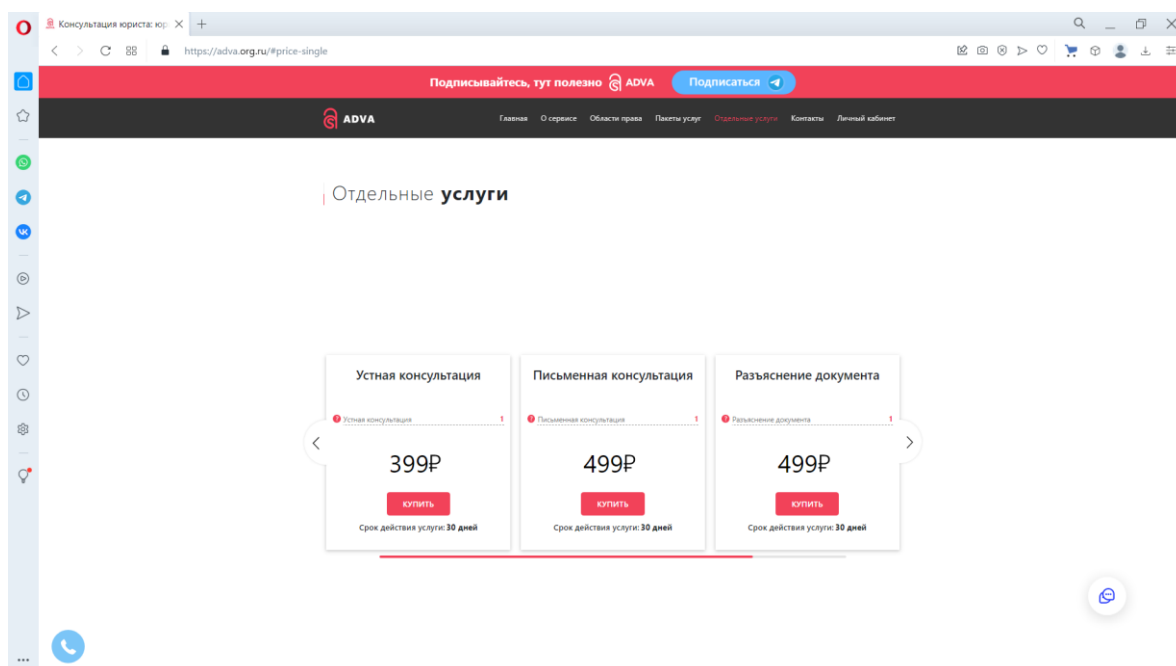 Консультация юриста: юр
https://adva.org.ru/#price-single
Подписывайтесь, тут полезно ADVA Подписаться
ADVA Главная О сервисе Области права Пакеты услуг Отдельные услуги Контакты Личный кабинет
Отдельные услуги
Устная консультация Письменная консультация Разъяснение документа
Устная консультация 1 Письменная консультация 1 Разъяснение документа 1
399₽ 499₽ 499₽
КУПИТЬ КУПИТЬ КУПИТЬ
Срок действия услуги: 30 дней Срок действия услуги: 30 дней Срок действия услуги: 30 дней